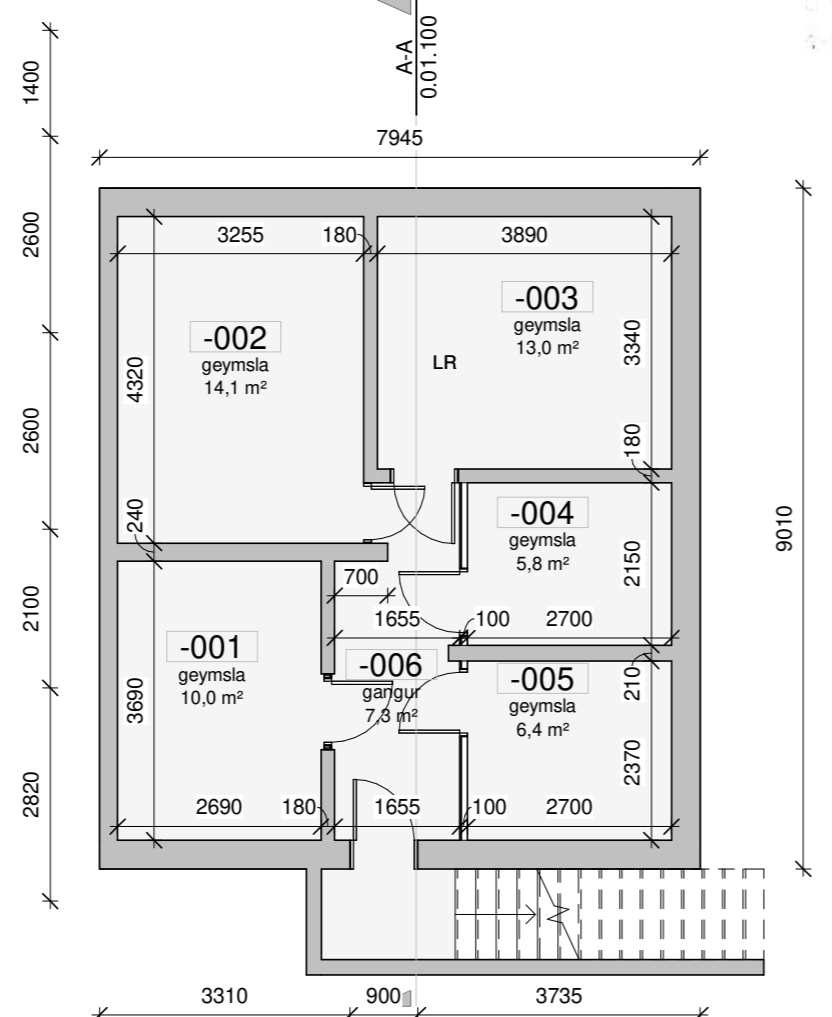 A-A
0.01.100
1400
7945
2600
3255
180
3890
-002
geymsla
14,1 m²
-003
geymsla
13,0 m²
LR
4320
3340
2600
180
240
-004
geymsla
5,8 m²
9010
2150
700
2100
1655
100
2700
-001
geymsla
10,0 m²
-006
gangur
7,3 m²
-005
geymsla
6,4 m²
210
3690
2370
2820
2690
180
1655
100
2700
3310
900
3735